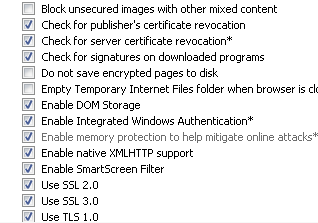 Block unsecured images with other mixed content
Check for publisher's certificate revocation
Check for server certificate revocation*
Check for signatures on downloaded programs
Do not save encrypted pages to disk
Empty Temporary Internet Files folder when browser is
Enable DOM Storage
Enable Integrated Windows Authentication*
Enable memory protection to help mitigate online attacks*
Enable native XMLHTTP support
Enable SmartScreen Filter
Use SSL 2.0
Use SSL 3.0
Use TLS 1.0